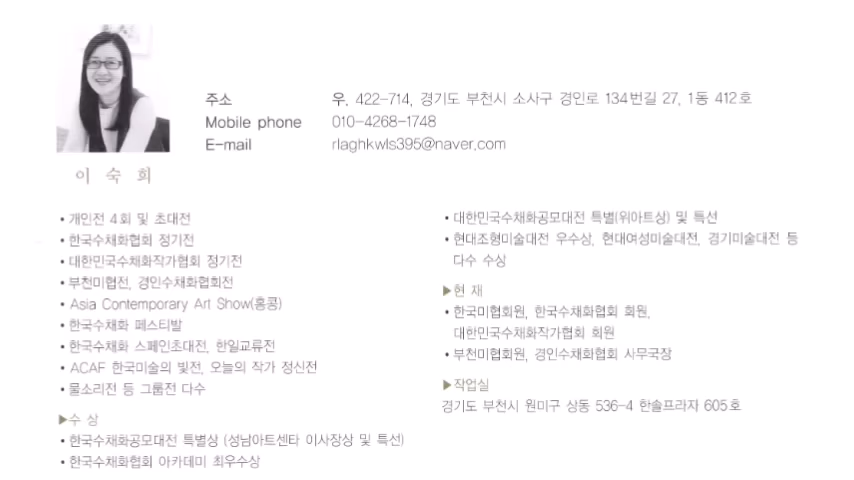 주소 우. 422-714, 경기도 부천시 소사구 경인로 134번길 27, 1동 412호
Mobile phone 010-4268-1748
E-mail rlaghkwls395@naver.com
이 숙 희
• 개인전 4회 및 초대전
• 한국수채화협회 정기전
• 대한민국수채화작가협회 정기전
• 부천미협전, 경인수채화협회전
• Asia Contemporary Art Show(홍콩)
• 한국수채화 페스티발
• 한국수채화 스페인초대전, 한일교류전
• ACAF 한국미술의 빛전, 오늘의 작가 정신전
• 물소리전 등 그룹전 다수
▶수 상
• 한국수채화공모대전 특별상 (성남아트센타 이사장상 및 특선)
• 한국수채화협회 아카데미 최우수상
• 대한민국수채화공모대전 특별(위아트상) 및 특선
• 현대조형미술대전 우수상, 현대여성미술대전, 경기미술대전 등
다수 수상
▶현 재
• 한국미협회원, 한국수채화협회 회원,
대한민국수채화작가협회 회원
• 부천미협회원, 경인수채화협회 사무국장
▶작업실
경기도 부천시 원미구 상동 536-4 한솔프라자 605호